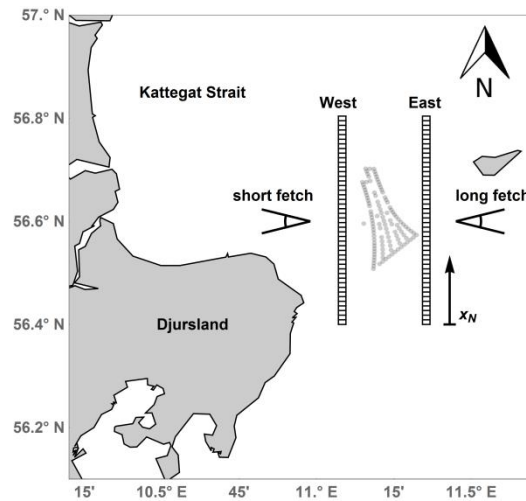 57.° N
Kattegat Strait
N
56.8° N
West
East
short fetch
long fetch
56.6° N
x_N
56.4° N
Djursland
56.2° N
15' 10.5° E 45' 11.° E 15' 11.5° E